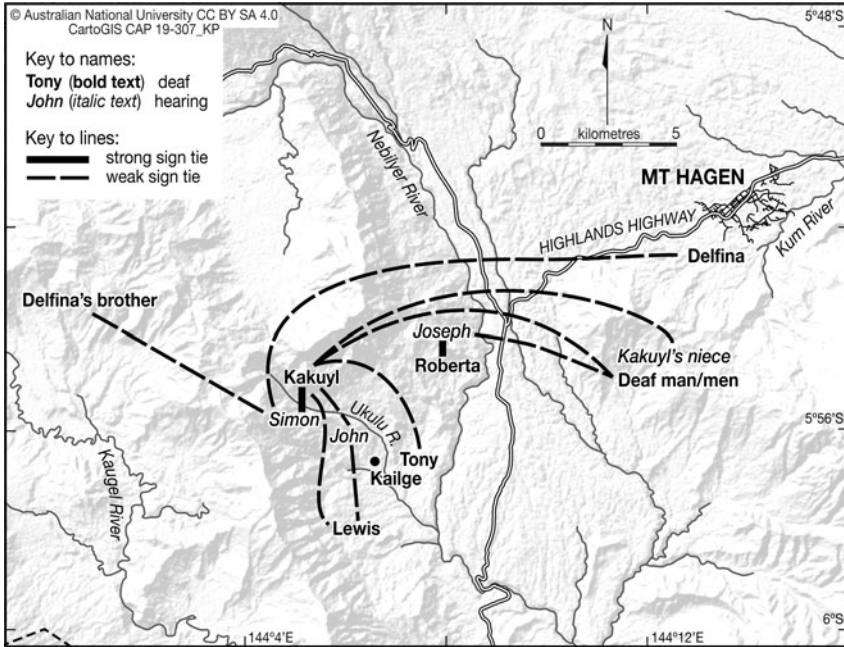 © Australian National University CC BY SA 4.0
CartoGIS CAP 19-307_KP
5°48'
Key to names:
Tony (bold text) deaf
John (italic text) hearing
Key to lines:
strong sign tie
weak sign tie
N
0 kilometres 5
Nebilyer River
MT HAGEN
HIGHLANDS HIGHWAY
Kum River
Delfina
Delfina's brother
Joseph
Roberta
Kakuyl's niece
Deaf man/men
Kakuyl
Simon
Ukulu R.
John
5°56'
Tony
Kailge
Kaugel River
Lewis
6°S
144°4'E
144°12'E